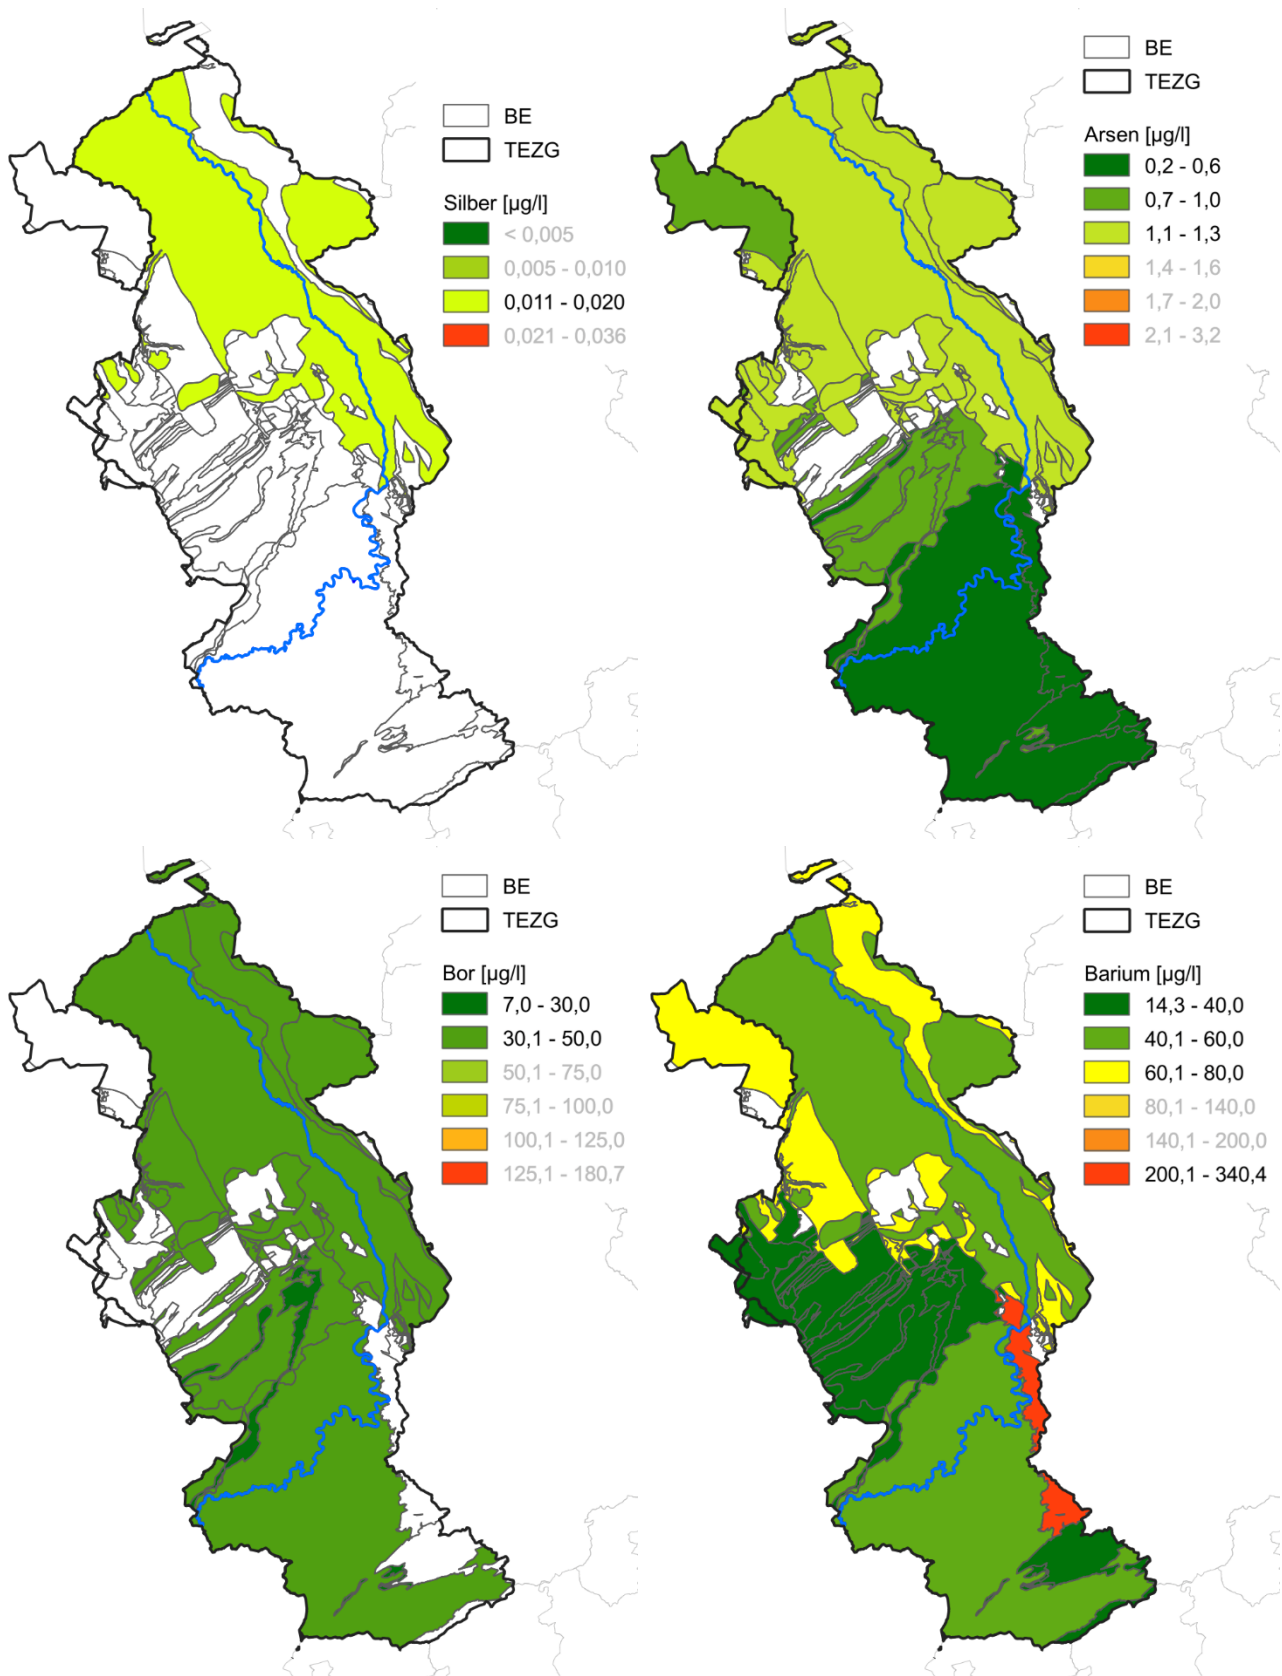 BE
TEZG
Silber [µg/l]
< 0,005
0,005 - 0,010
0,011 - 0,020
0,021 - 0,036
BE
TEZG
Arsen [µg/l]
0,2 - 0,6
0,7 - 1,0
1,1 - 1,3
1,4 - 1,6
1,7 - 2,0
2,1 - 3,2
BE
TEZG
Bor [µg/l]
7,0 - 30,0
30,1 - 50,0
50,1 - 75,0
75,1 - 100,0
100,1 - 125,0
125,1 - 180,7
BE
TEZG
Barium [µg/l]
14,3 - 40,0
40,1 - 60,0
60,1 - 80,0
80,1 - 140,0
140,1 - 200,0
200,1 - 340,4